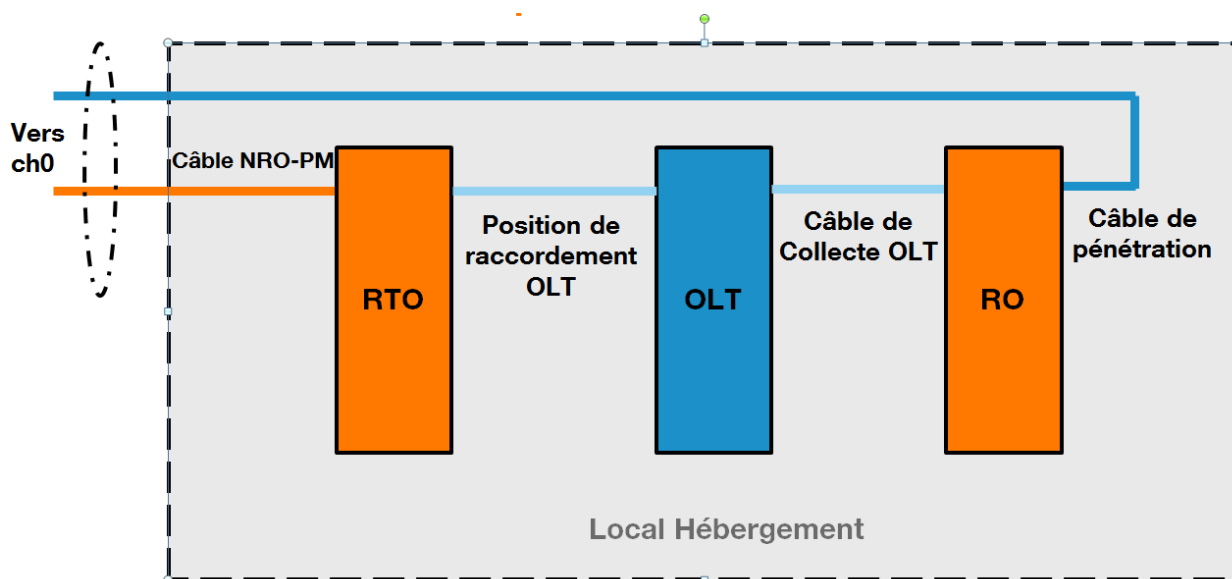 Vers
ch0
Câble NRO-PM
RTO
Position de
raccordement
OLT
OLT
Câble de
Collecte OLT
RO
Câble de
pénétration
Local Hébergement